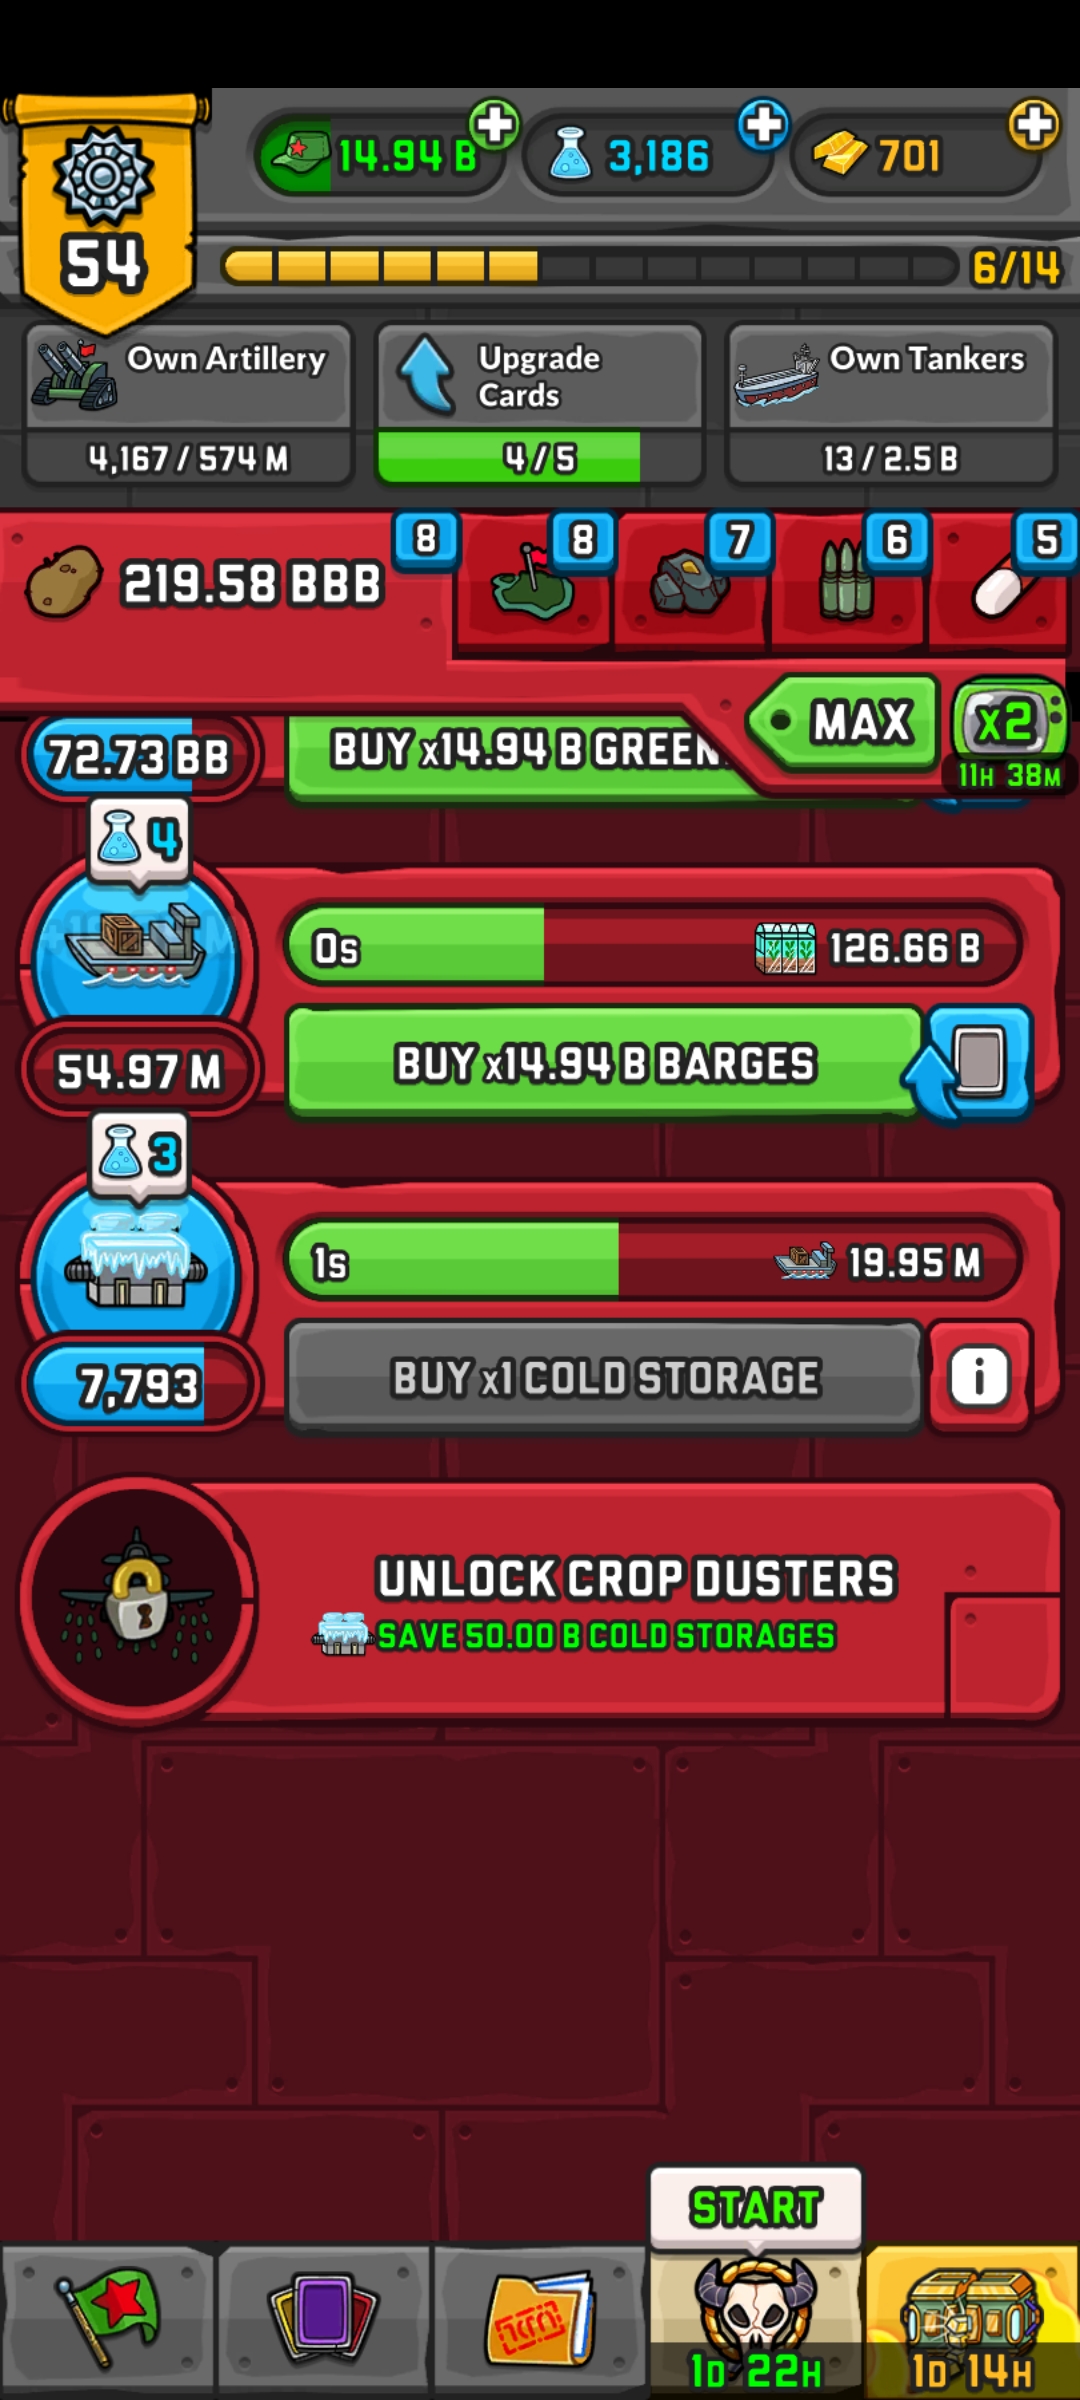 14.94 B
3,186
701
54
6/14
Own Artillery
4,167 / 574 M
Upgrade
Cards
4 / 5
Own Tankers
13 / 2.5 B
219.58 BBB
8
8
7
6
5
MAX
x2
11H 38M
72.73 BB
BUY x14.94 B GREEN
4
0s
126.66 B
54.97 M
BUY x14.94 B BARGES
3
1s
19.95 M
7,793
BUY x1 COLD STORAGE
i
UNLOCK CROP DUSTERS
SAVE 50.00 B COLD STORAGES
START
1D 22H
1D 14H